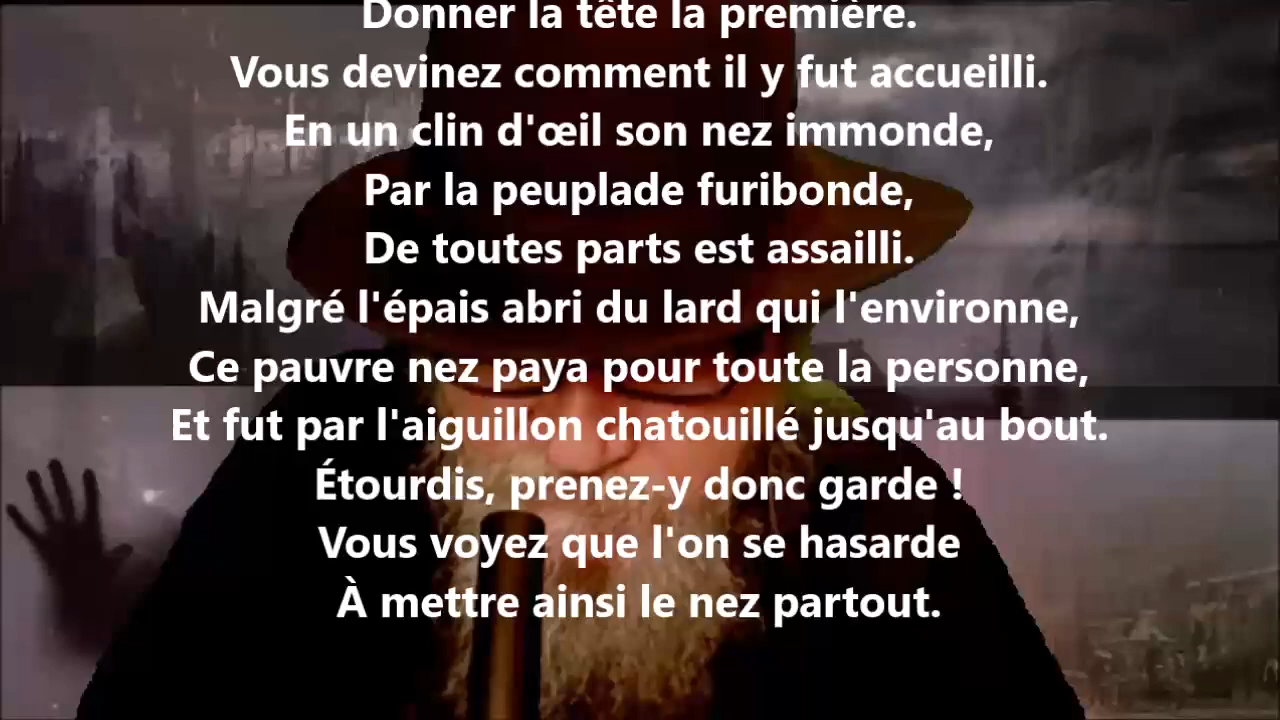 Donner la tête la première.
Vous devinez comment il y fut accueilli.
En un clin d'œil son nez immonde,
Par la peuplade furibonde,
De toutes parts est assailli.
Malgré l'épais abri du lard qui l'environne,
Ce pauvre nez paya pour toute la personne,
Et fut par l'aiguillon chatouillé jusqu'au bout.
Étourdis, prenez-y donc garde !
Vous voyez que l'on se hasarde
À mettre ainsi le nez partout.